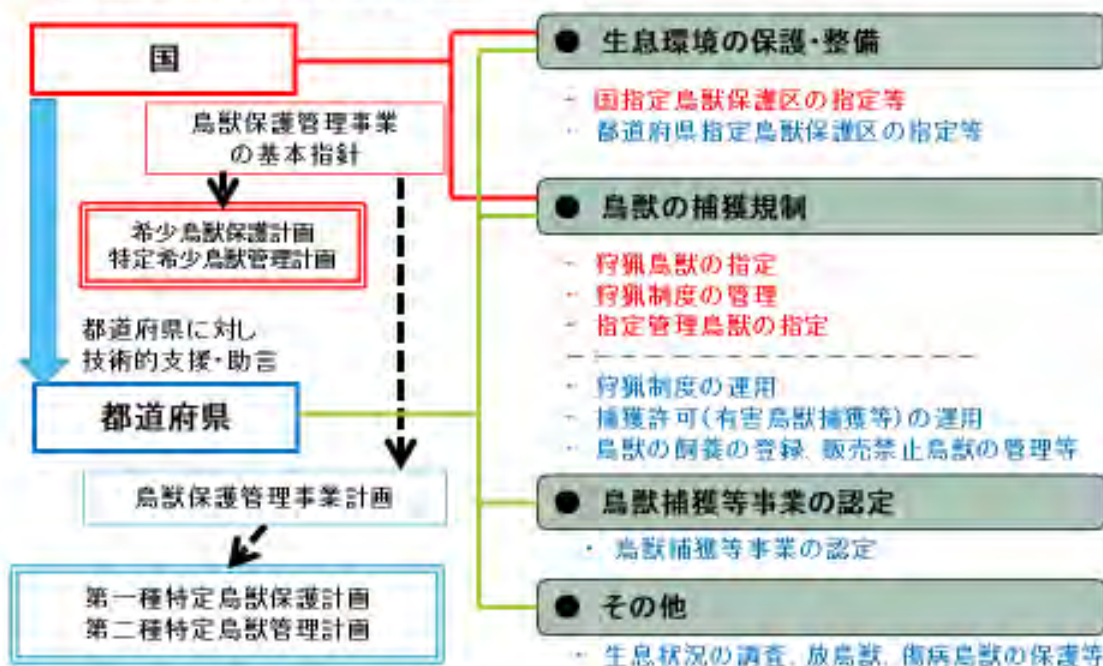 国
鳥獣保護管理事業
の基本指針
希少鳥獣保護計画
特定希少鳥獣管理計画
都道府県に対し
技術的支援・助言
都道府県
鳥獣保護管理事業計画
第一種特定鳥獣保護計画
第二種特定鳥獣管理計画
● 生息環境の保護・整備
- 国指定鳥獣保護区の指定等
- 都道府県指定鳥獣保護区の指定等
● 鳥獣の捕獲規制
- 狩猟鳥獣の指定
- 狩猟制度の管理
- 指定管理鳥獣の指定
- 狩猟制度の運用
- 捕獲許可(有害鳥獣捕獲等)の運用
- 鳥獣の飼養の登録、販売禁止鳥獣の管理等
● 鳥獣捕獲等事業の認定
・ 鳥獣捕獲等事業の認定
● その他
- 生息状況の調査、放鳥獣、傷病鳥獣の保護等